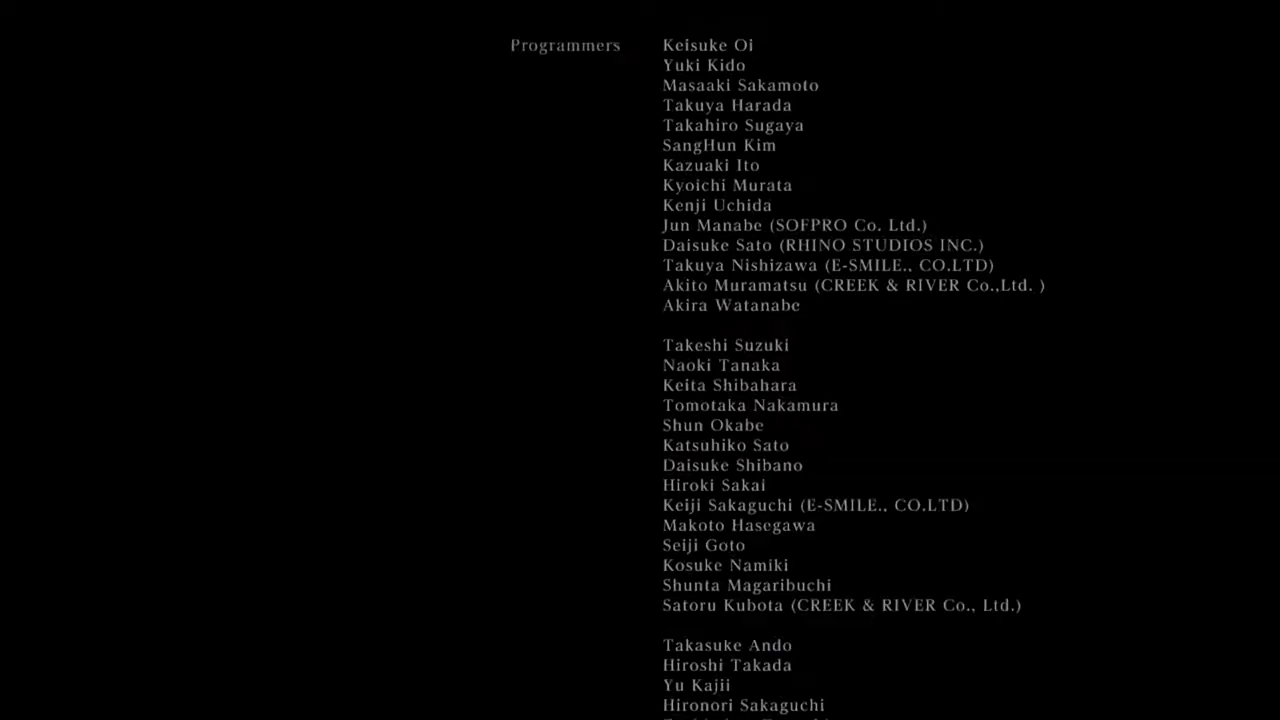 Programmers Keisuke Oi
Yuki Kido
Masaaki Sakamoto
Takuya Harada
Takahiro Sugaya
SangHun Kim
Kazuaki Ito
Kyoichi Murata
Kenji Uchida
Jun Manabe (SOFPRO Co. Ltd.)
Daisuke Sato (RHINO STUDIOS INC.)
Takuya Nishizawa (E-SMILE., CO.LTD)
Akito Muramatsu (CREEK & RIVER Co.,Ltd. )
Akira Watanabe
Takeshi Suzuki
Naoki Tanaka
Keita Shibahara
Tomotaka Nakamura
Shun Okabe
Katsuhiko Sato
Daisuke Shibano
Hiroki Sakai
Keiji Sakaguchi (E-SMILE., CO.LTD)
Makoto Hasegawa
Seiji Goto
Kosuke Namiki
Shunta Magaribuchi
Satoru Kubota (CREEK & RIVER Co., Ltd.)
Takasuke Ando
Hiroshi Takada
Yu Kajii
Hironori Sakaguchi